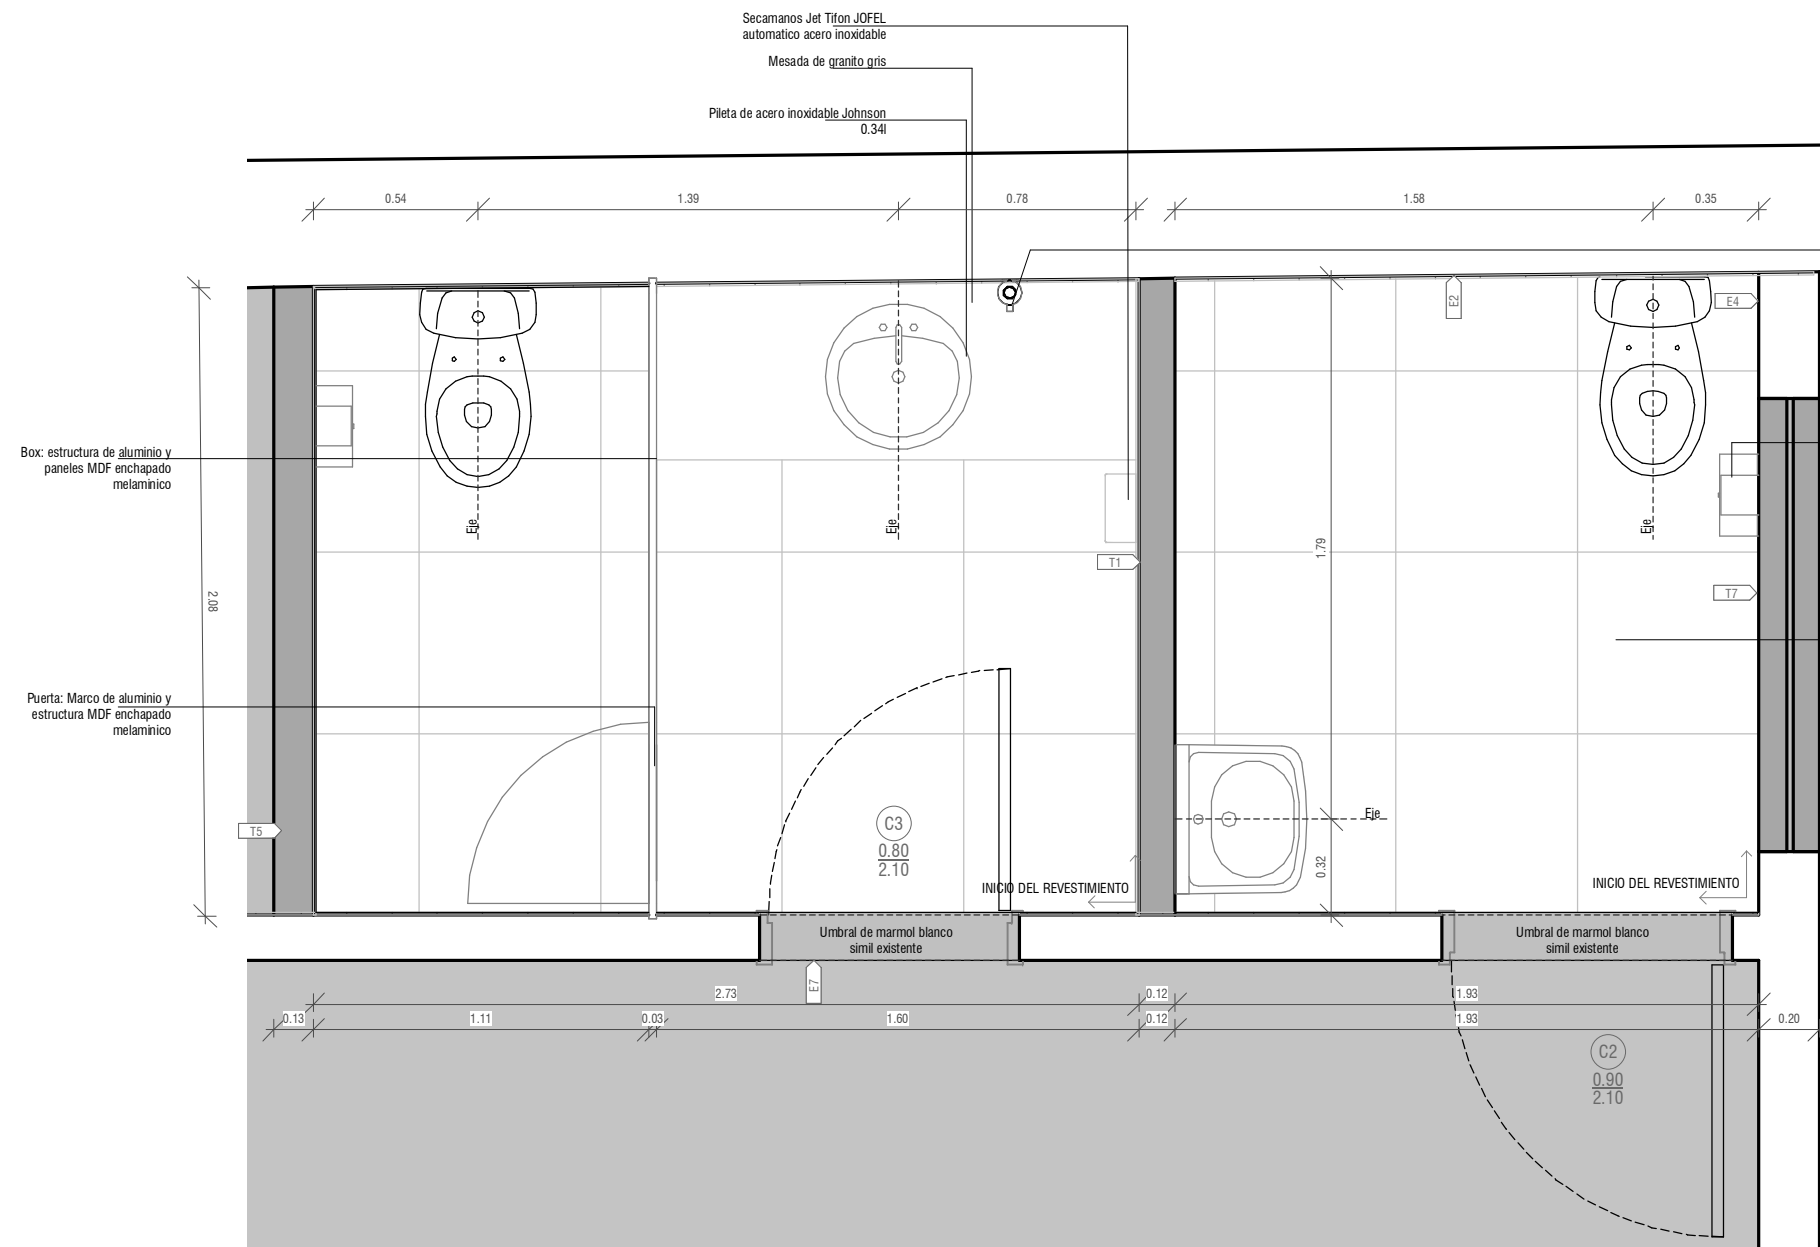 Secamanos Jet Tifon JOFEL
automatico acero inoxidable
Mesada de granito gris
Pileta de acero inoxidable Johnson
0.34l
0.54
1.39
0.78
1.58
0.35
E2
E4
Box: estructura de aluminio y
paneles MDF enchapado
melaminico
Eje
Eje
Eje
1.79
T1
T7
2.08
Puerta: Marco de aluminio y
estructura MDF enchapado
melaminico
T5
C3
0.80
2.10
Eje
0.32
INICIO DEL REVESTIMIENTO
INICIO DEL REVESTIMIENTO
Umbral de marmol blanco
simil existente
Umbral de marmol blanco
simil existente
E7
2.73
0.12
1.93
0.13
1.11
0.03
1.60
0.12
1.93
0.20
C2
0.90
2.10